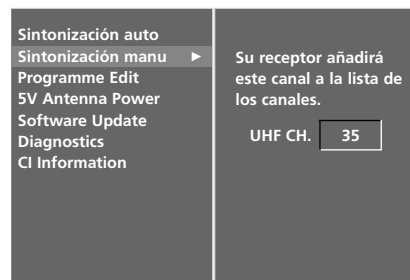 Sintonización auto
Sintonización manu ►
Programme Edit
5V Antenna Power
Software Update
Diagnostics
CI Information
Su receptor añadirá
este canal a la lista de
los canales.
UHF CH. 35